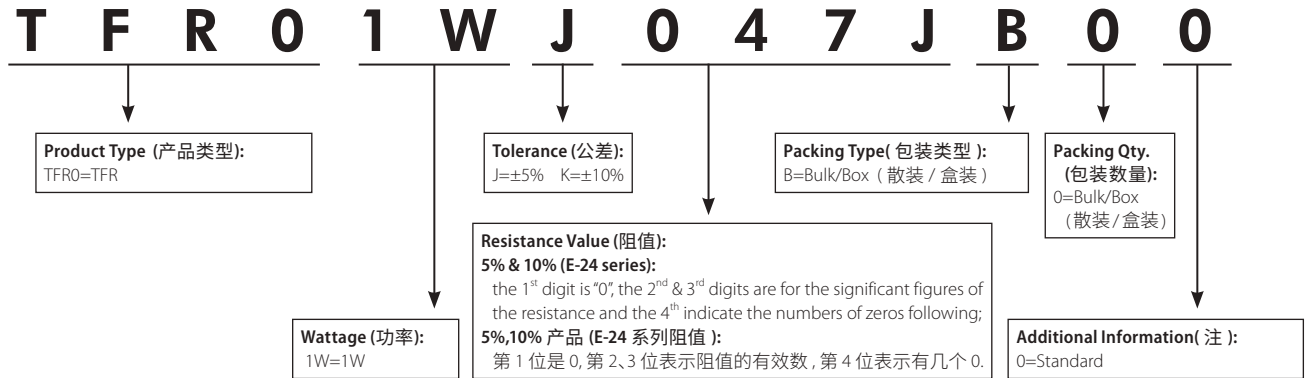 T F R 0 1 W J 0 4 7 J B 0 0
Product Type (产品类型):
TFR0=TFR
Tolerance (公差):
J=±5% K=±10%
Packing Type( 包装类型 ):
B=Bulk/Box ( 散装 / 盒装 )
Packing Qty.
(包装数量):
0=Bulk/Box
(散装/盒装)
Resistance Value (阻值):
5% & 10% (E-24 series):
the 1st digit is “0”, the 2nd & 3rd digits are for the significant figures of
the resistance and the 4th indicate the numbers of zeros following;
5%,10% 产品 (E-24 系列阻值 ):
第 1 位是 0, 第 2、3 位表示阻值的有效数 , 第 4 位表示有几个 0.
Wattage (功率):
1W=1W
Additional Information( 注 ):
0=Standard